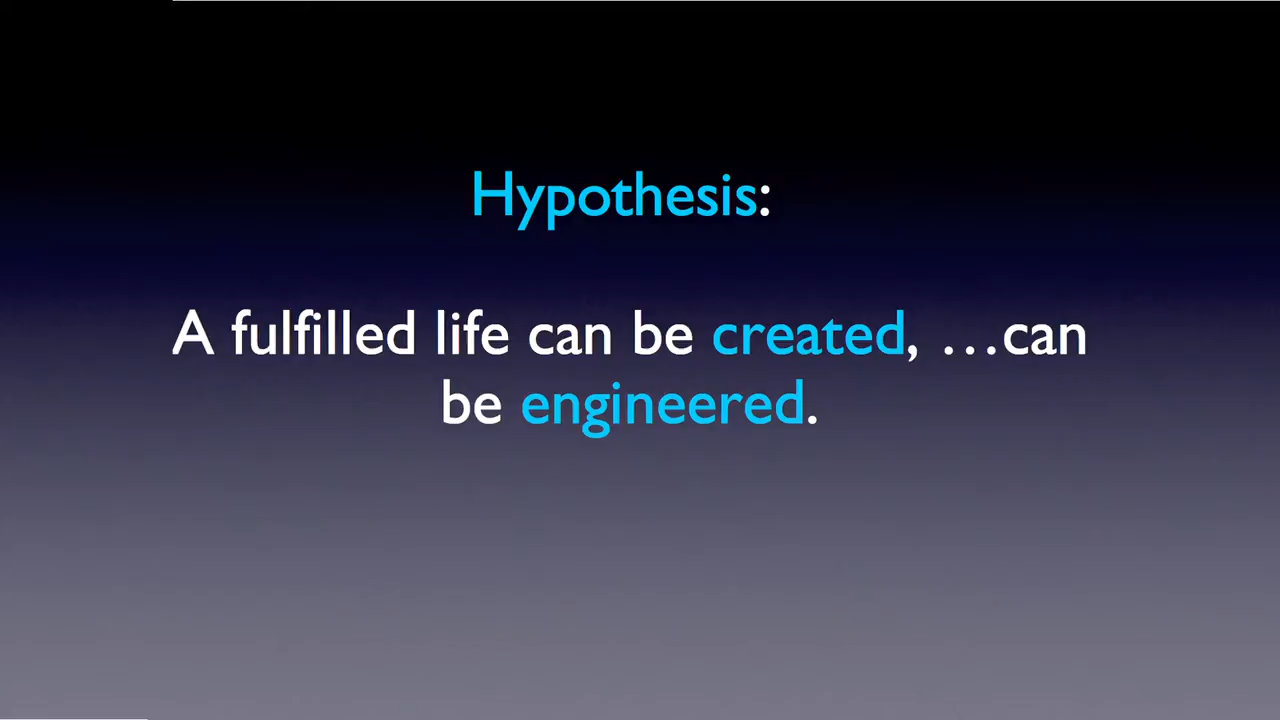 Hypothesis:
A fulfilled life can be created, …can
be engineered.